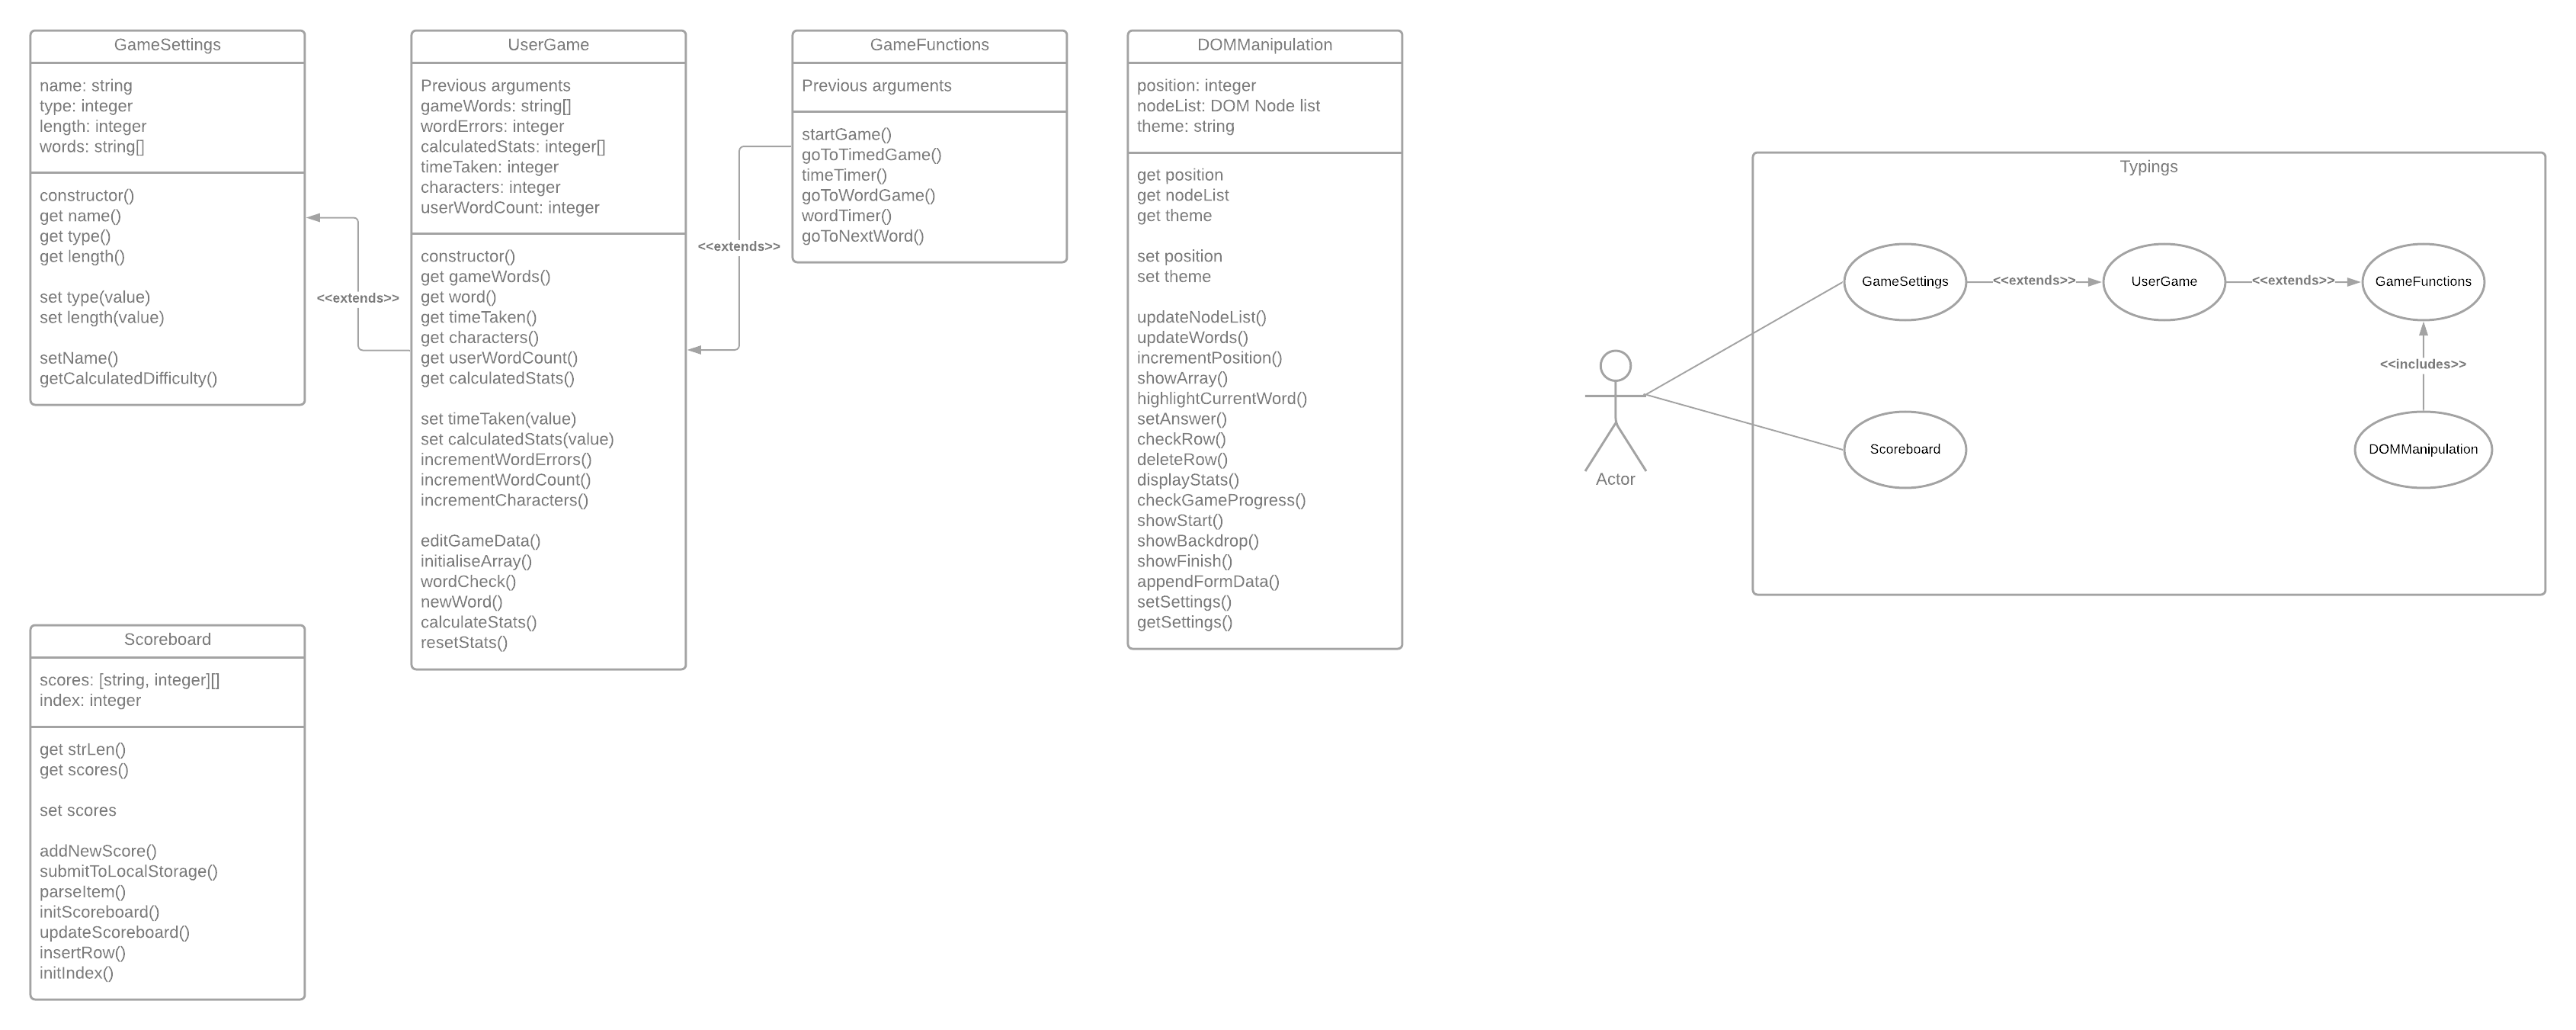 GameSettings
name: string
type: integer
length: integer
words: string[]
constructor()
get name()
get type()
get length()
set type(value)
set length(value)
setName()
getCalculatedDifficulty()
<<extends>>
UserGame
Previous arguments
gameWords: string[]
wordErrors: integer
calculatedStats: integer[]
timeTaken: integer
characters: integer
userWordCount: integer
constructor()
get gameWords()
get word()
get timeTaken()
get characters()
get userWordCount()
get calculatedStats()
set timeTaken(value)
set calculatedStats(value)
incrementWordErrors()
incrementWordCount()
incrementCharacters()
editGameData()
initialiseArray()
wordCheck()
newWord()
calculateStats()
resetStats()
<<extends>>
GameFunctions
Previous arguments
startGame()
goToTimedGame()
timeTimer()
goToWordGame()
wordTimer()
goToNextWord()
DOMManipulation
position: integer
nodeList: DOM Node list
theme: string
get position
get nodeList
get theme
set position
set theme
updateNodeList()
updateWords()
incrementPosition()
showArray()
highlightCurrentWord()
setAnswer()
checkRow()
deleteRow()
displayStats()
checkGameProgress()
showStart()
showBackdrop()
showFinish()
appendFormData()
setSettings()
getSettings()
Scoreboard
scores: [string, integer][]
index: integer
get strLen()
get scores()
set scores
addNewScore()
submitToLocalStorage()
parseItem()
initScoreboard()
updateScoreboard()
insertRow()
initIndex()
Typings
GameSettings
<<extends>>
UserGame
<<extends>>
GameFunctions
<<includes>>
Scoreboard
DOMManipulation
Actor